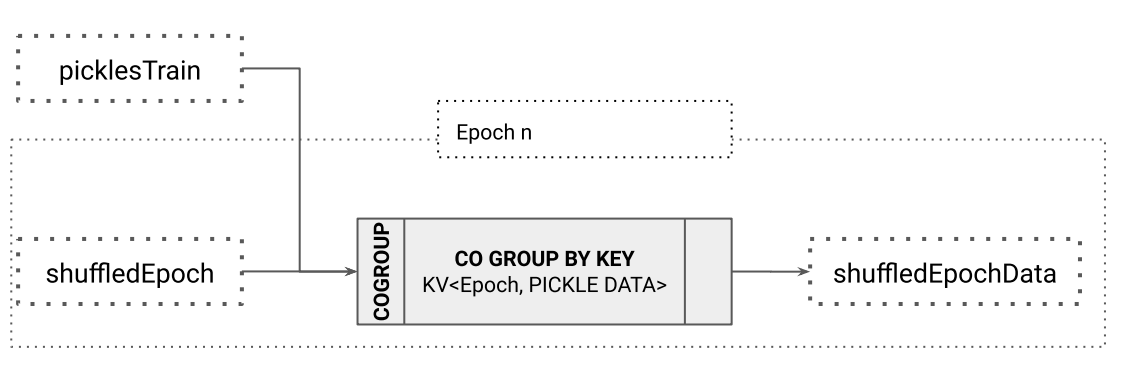 picklesTrain
Epoch n
shuffledEpoch
COGROUP
CO GROUP BY KEY
KV<Epoch, PICKLE DATA>
shuffledEpochData